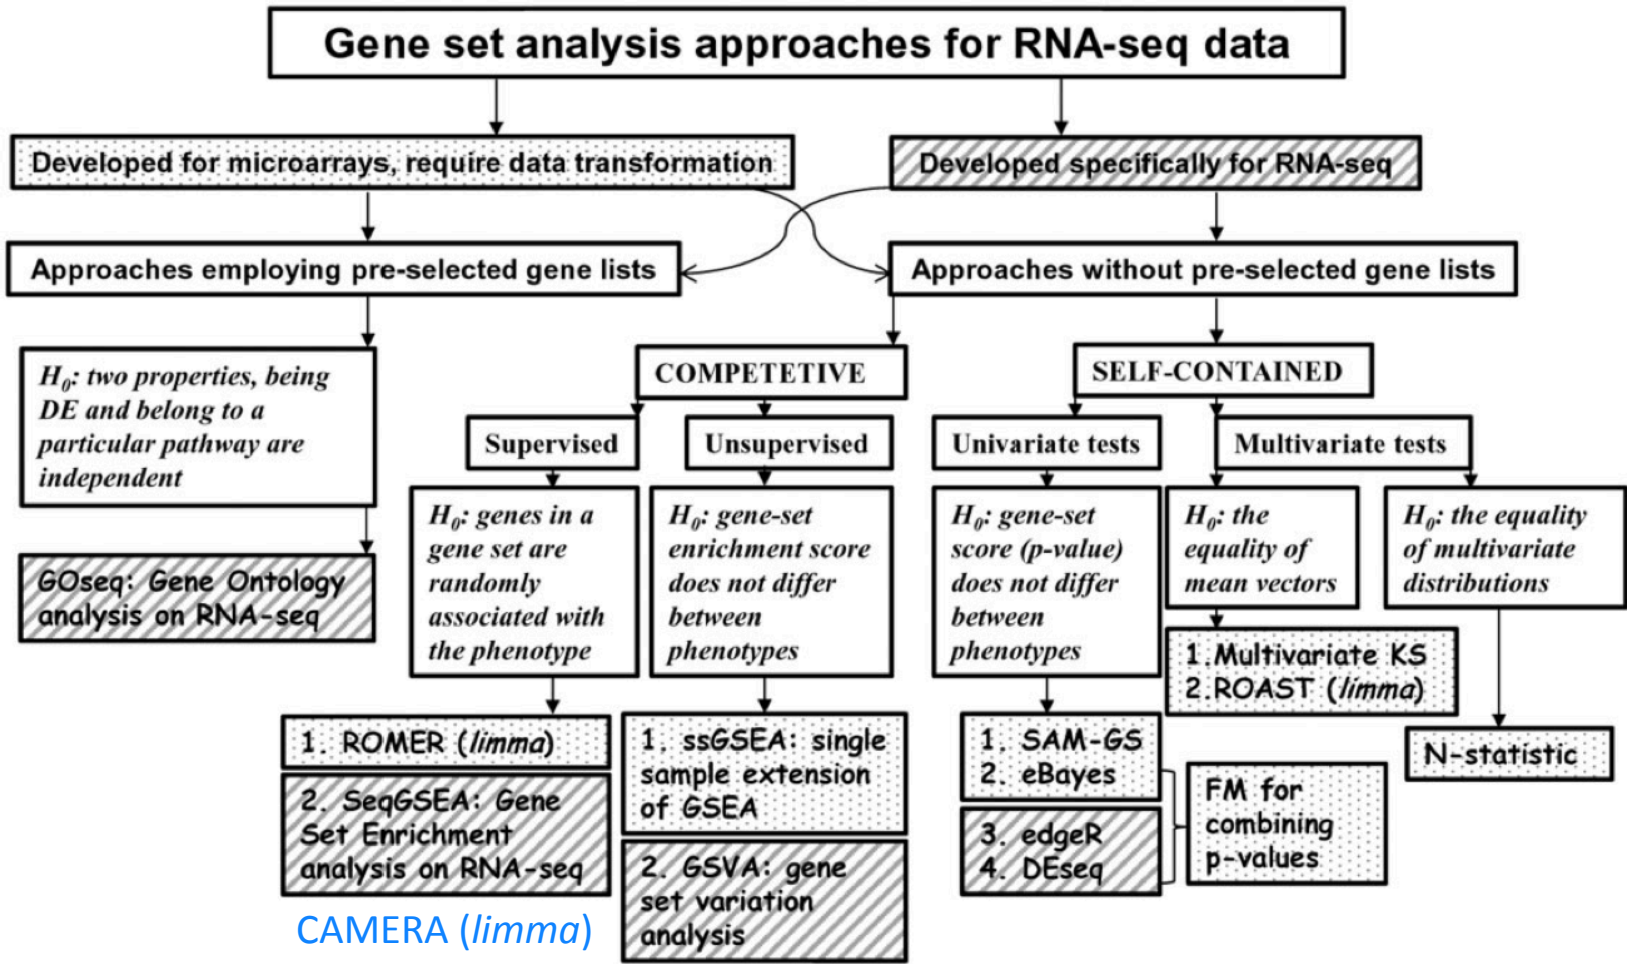 Gene set analysis approaches for RNA-seq data
Developed for microarrays, require data transformation
Developed specifically for RNA-seq
Approaches employing pre-selected gene lists
Approaches without pre-selected gene lists
H0: two properties, being
DE and belong to a
particular pathway are
independent
GOseq: Gene Ontology
analysis on RNA-seq
COMPETETIVE
SELF-CONTAINED
Supervised
Unsupervised
Univariate tests
Multivariate tests
H0: genes in a
gene set are
randomly
associated with
the phenotype
H0: gene-set
enrichment score
does not differ
between
phenotypes
H0: gene-set
score (p-value)
does not differ
between
phenotypes
H0: the
equality of
mean vectors
H0: the equality
of multivariate
distributions
1. ROMER (limma)
2. SeqGSEA: Gene
Set Enrichment
analysis on RNA-seq
CAMERA (limma)
1. ssGSEA: single
sample extension
of GSEA
2. GSVA: gene
set variation
analysis
1. SAM-GS
2. eBayes
3. edgeR
4. DEseq
FM for
combining
p-values
1.Multivariate KS
2.ROAST (limma)
N-statistic